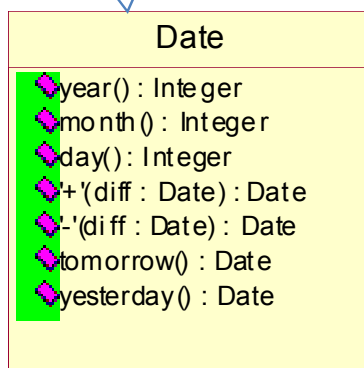 Date
year() : Integer
month() : Integer
day() : Integer
'+'(diff : Date) : Date
'-'(diff : Date) : Date
tomorrow() : Date
yesterday() : Date